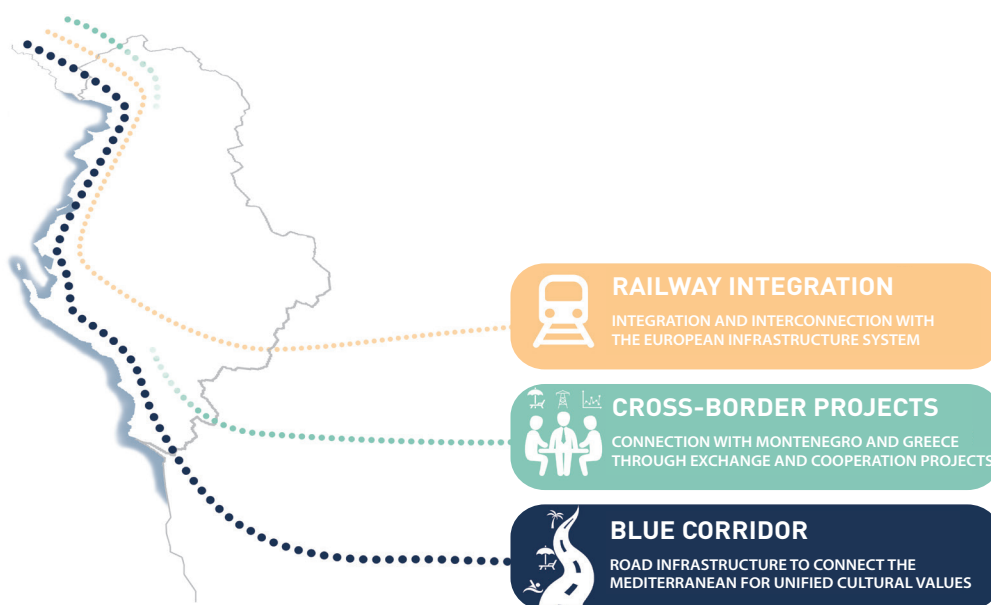 RAILWAY INTEGRATION
INTEGRATION AND INTERCONNECTION WITH
THE EUROPEAN INFRASTRUCTURE SYSTEM
CROSS-BORDER PROJECTS
CONNECTION WITH MONTENEGRO AND GREECE
THROUGH EXCHANGE AND COOPERATION PROJECTS
BLUE CORRIDOR
ROAD INFRASTRUCTURE TO CONNECT THE
MEDITERRANEAN FOR UNIFIED CULTURAL VALUES